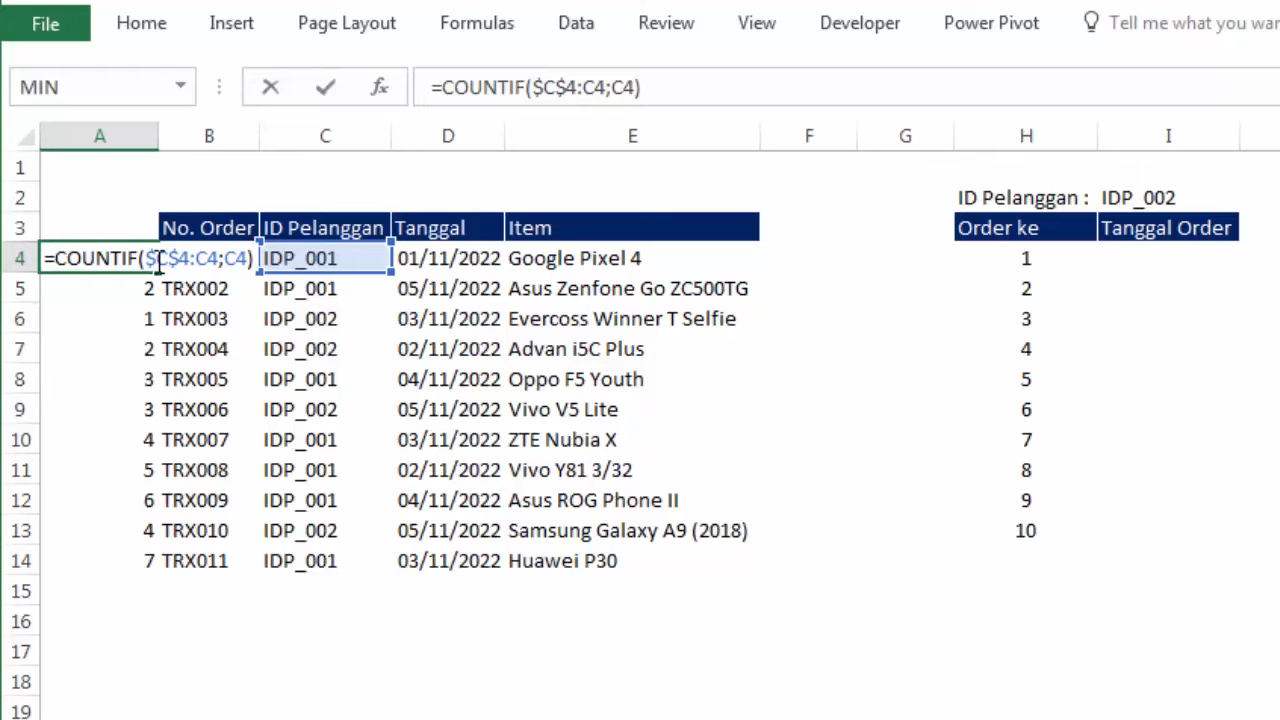 File Home Insert Page Layout Formulas Data Review View Developer Power Pivot Tell me what you wan
MIN fx =COUNTIF($C$4:C4;C4)
A B C D E F G H I
1
2 ID Pelanggan : IDP_002
3 No. Order ID Pelanggan Tanggal Item Order ke Tanggal Order
4 =COUNTIF($C$4:C4;C4) IDP_001 01/11/2022 Google Pixel 4 1
5 2 TRX002 IDP_001 05/11/2022 Asus Zenfone Go ZC500TG 2
6 1 TRX003 IDP_002 03/11/2022 Evercoss Winner T Selfie 3
7 2 TRX004 IDP_002 02/11/2022 Advan i5C Plus 4
8 3 TRX005 IDP_001 04/11/2022 Oppo F5 Youth 5
9 3 TRX006 IDP_002 05/11/2022 Vivo V5 Lite 6
10 4 TRX007 IDP_001 03/11/2022 ZTE Nubia X 7
11 5 TRX008 IDP_001 02/11/2022 Vivo Y81 3/32 8
12 6 TRX009 IDP_001 04/11/2022 Asus ROG Phone II 9
13 4 TRX010 IDP_002 05/11/2022 Samsung Galaxy A9 (2018) 10
14 7 TRX011 IDP_001 03/11/2022 Huawei P30
15
16
17
18
19